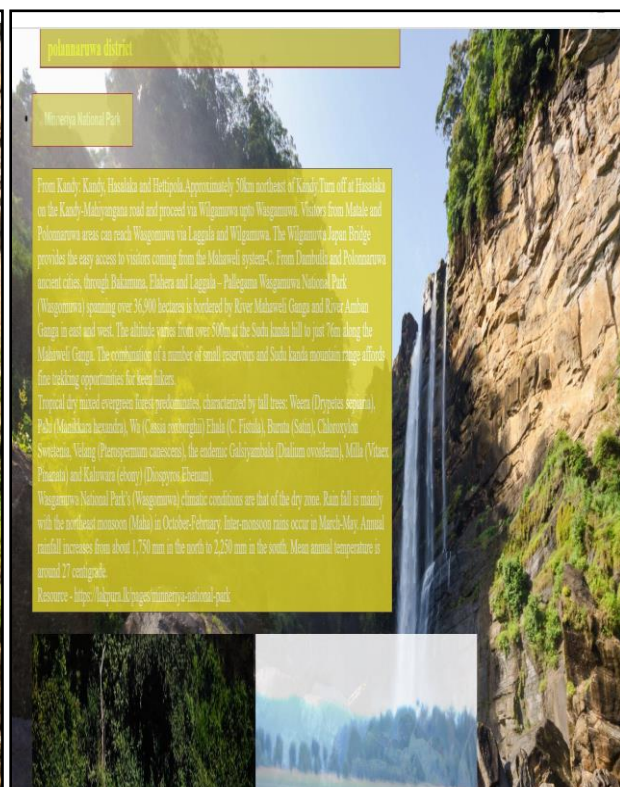 polannaruwa district
Minneriya National Park
From Kandy: Kandy, Hasalaka and Hettipola.Approximately 50km northeast of Kandy.Turn off at Hasalaka
on the Kandy-Mahiyangana road and proceed via Wilgamuwa upto Wasgamuwa. Visitors from Matale and
Polonnaruwa areas can reach Wasgomuwa via Laggala and Wilgamuwa. The Wilgamuwa Japan Bridge
provides the easy access to visitors coming from the Mahaweli system-C. From Dambulla and Polonnaruwa
ancient cities, through Bakamuna, Elahera and Laggala – Pallegama Wasgamuwa National Park
(Wasgomuwa) spanning over 36,900 hectares is bordered by River Mahaweli Ganga and River Amban
Ganga in east and west. The altitude varies from over 500m at the Sudu kanda hill to just 76m along the
Mahaweli Ganga. The combination of a number of small reservoirs and Sudu kanda mountain range affords
fine trekking opportunities for keen hikers.
Tropical dry mixed evergreen forest predominates, characterized by tall trees: Weera (Drypetes sepiaria),
Palu (Manikkara hexandra), Wa (Cassia roxburghii) Ehala (C. Fistula), Buruta (Satin), Chloroxylon
Swetenia, Velang (Pterospermum canescens), the endemic Galsiyambala (Dialium ovoideum), Milla (Vitaex
Pinanata) and Kaluwara (ebony) (Diospyros Ebenum).
Wasgamuwa National Park's (Wasgomuwa) climatic conditions are that of the dry zone. Rain fall is mainly
with the northeast monsoon (Maha) in October-February. Inter-monsoon rains occur in March-May. Annual
rainfall increases from about 1,750 mm in the north to 2,250 mm in the south. Mean annual temperature is
around 27 centigrade.
Resource - https://lakpura.lk/pages/minneriya-national-park